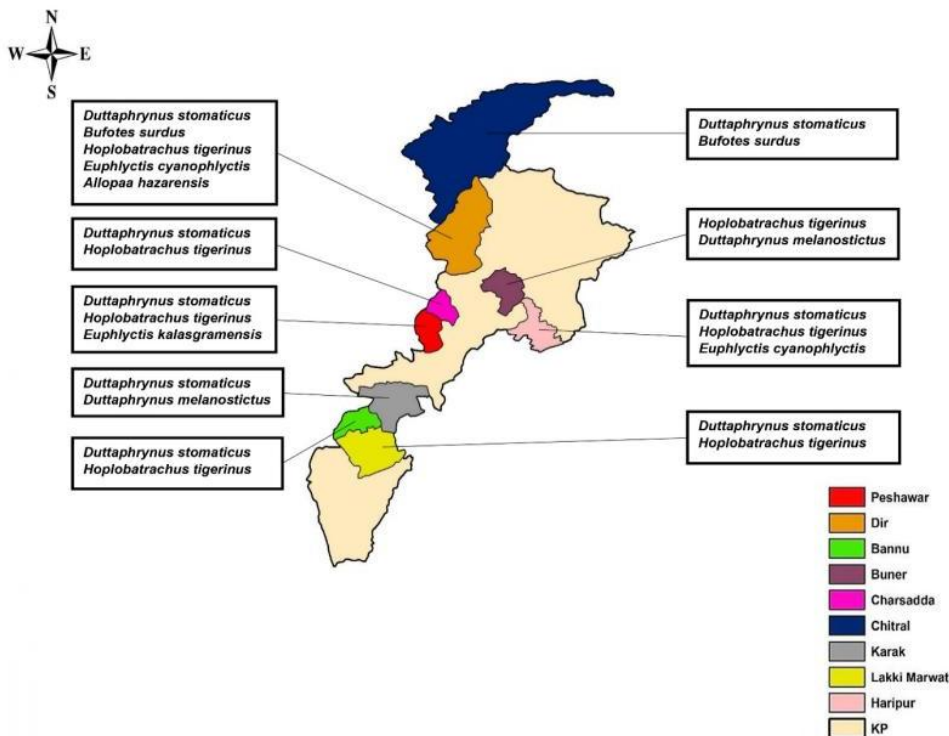 N
W E
S
Duttaphrynus stomaticus
Bufotes surdus
Hoplobatrachus tigerinus
Euphlyctis cyanophlyctis
Allopaa hazarensis
Duttaphrynus stomaticus
Hoplobatrachus tigerinus
Duttaphrynus stomaticus
Hoplobatrachus tigerinus
Euphlyctis kalasgramensis
Duttaphrynus stomaticus
Duttaphrynus melanostictus
Duttaphrynus stomaticus
Hoplobatrachus tigerinus
Duttaphrynus stomaticus
Bufotes surdus
Hoplobatrachus tigerinus
Duttaphrynus melanostictus
Duttaphrynus stomaticus
Hoplobatrachus tigerinus
Euphlyctis cyanophlyctis
Duttaphrynus stomaticus
Hoplobatrachus tigerinus
Peshawar
Dir
Bannu
Buner
Charsadda
Chitral
Karak
Lakki Marwat
Haripur
KP